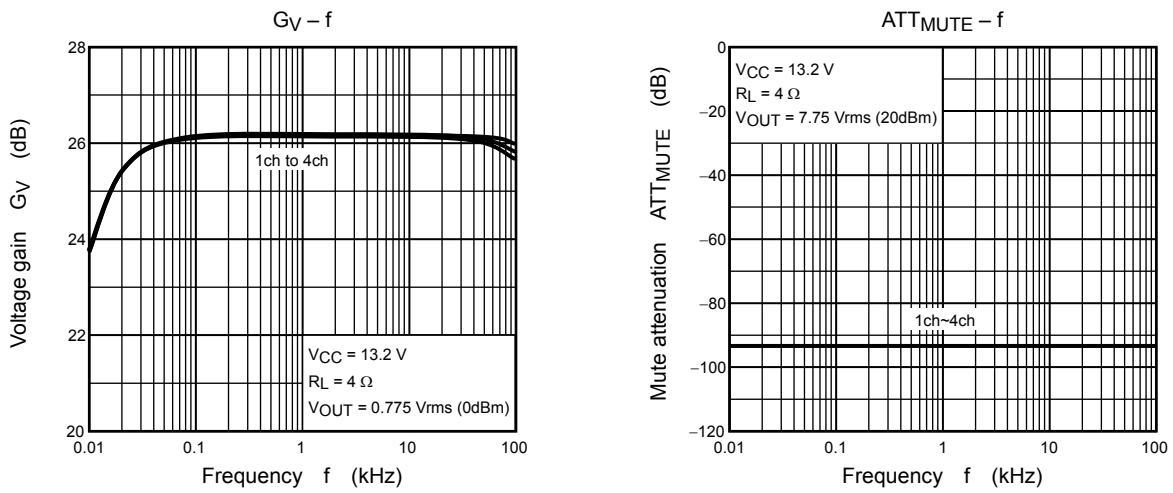 GV – f
Voltage gain GV (dB)
28
26
24
22
20
1ch to 4ch
VCC = 13.2 V
RL = 4 Ω
VOUT = 0.775 Vrms (0dBm)
0.01 0.1 1 10 100
Frequency f (kHz)
ATTMUTE – f
Mute attenuation ATTMUTE (dB)
0
−20
−40
−60
−80
−100
−120
VCC = 13.2 V
RL = 4 Ω
VOUT = 7.75 Vrms (20dBm)
1ch~4ch
0.01 0.1 1 10 100
Frequency f (kHz)